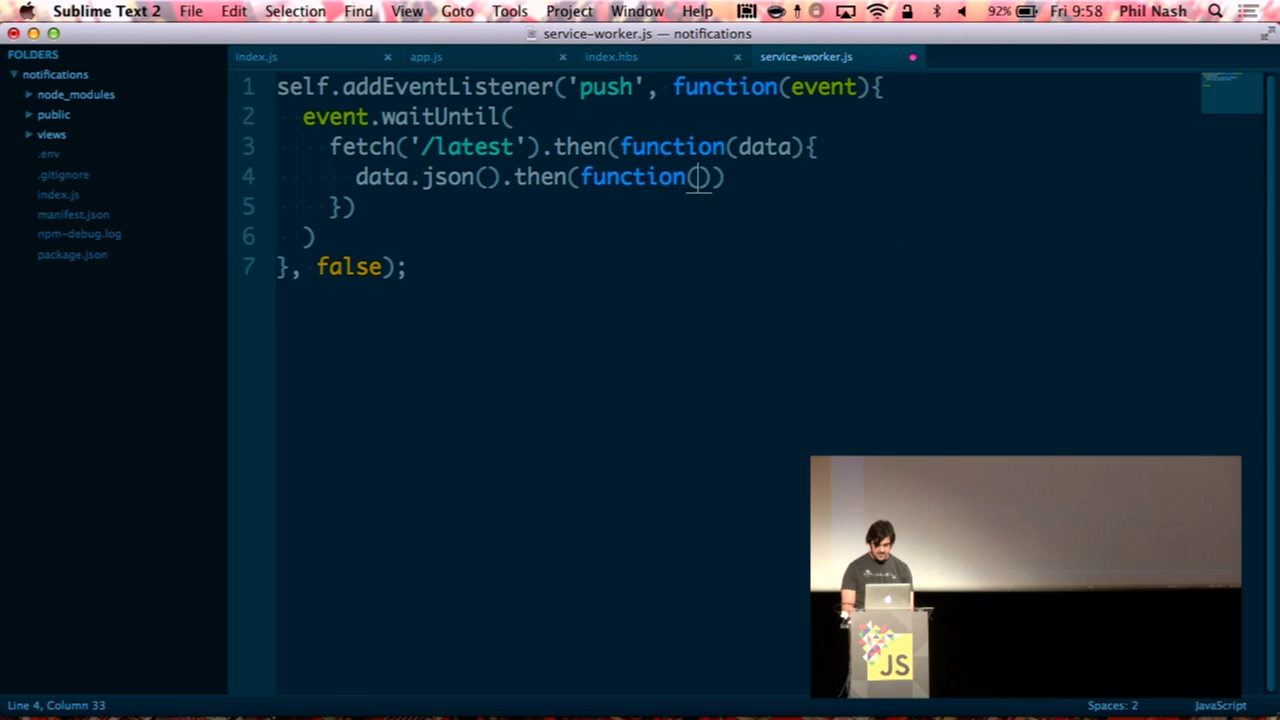 Sublime Text 2 File Edit Selection Find View Goto Tools Project Window Help 92% Fri 9:58 Phil Nash
service-worker.js — notifications
FOLDERS
notifications
node_modules
public
views
.env
.gitignore
index.js
manifest.json
npm-debug.log
package.json
index.js app.js index.hbs service-worker.js
1 self.addEventListener('push', function(event){
2 event.waitUntil(
3 fetch('/latest').then(function(data){
4 data.json().then(function())
5 })
6 )
7 }, false);
JS
Line 4, Column 33 Spaces: 2 JavaScript